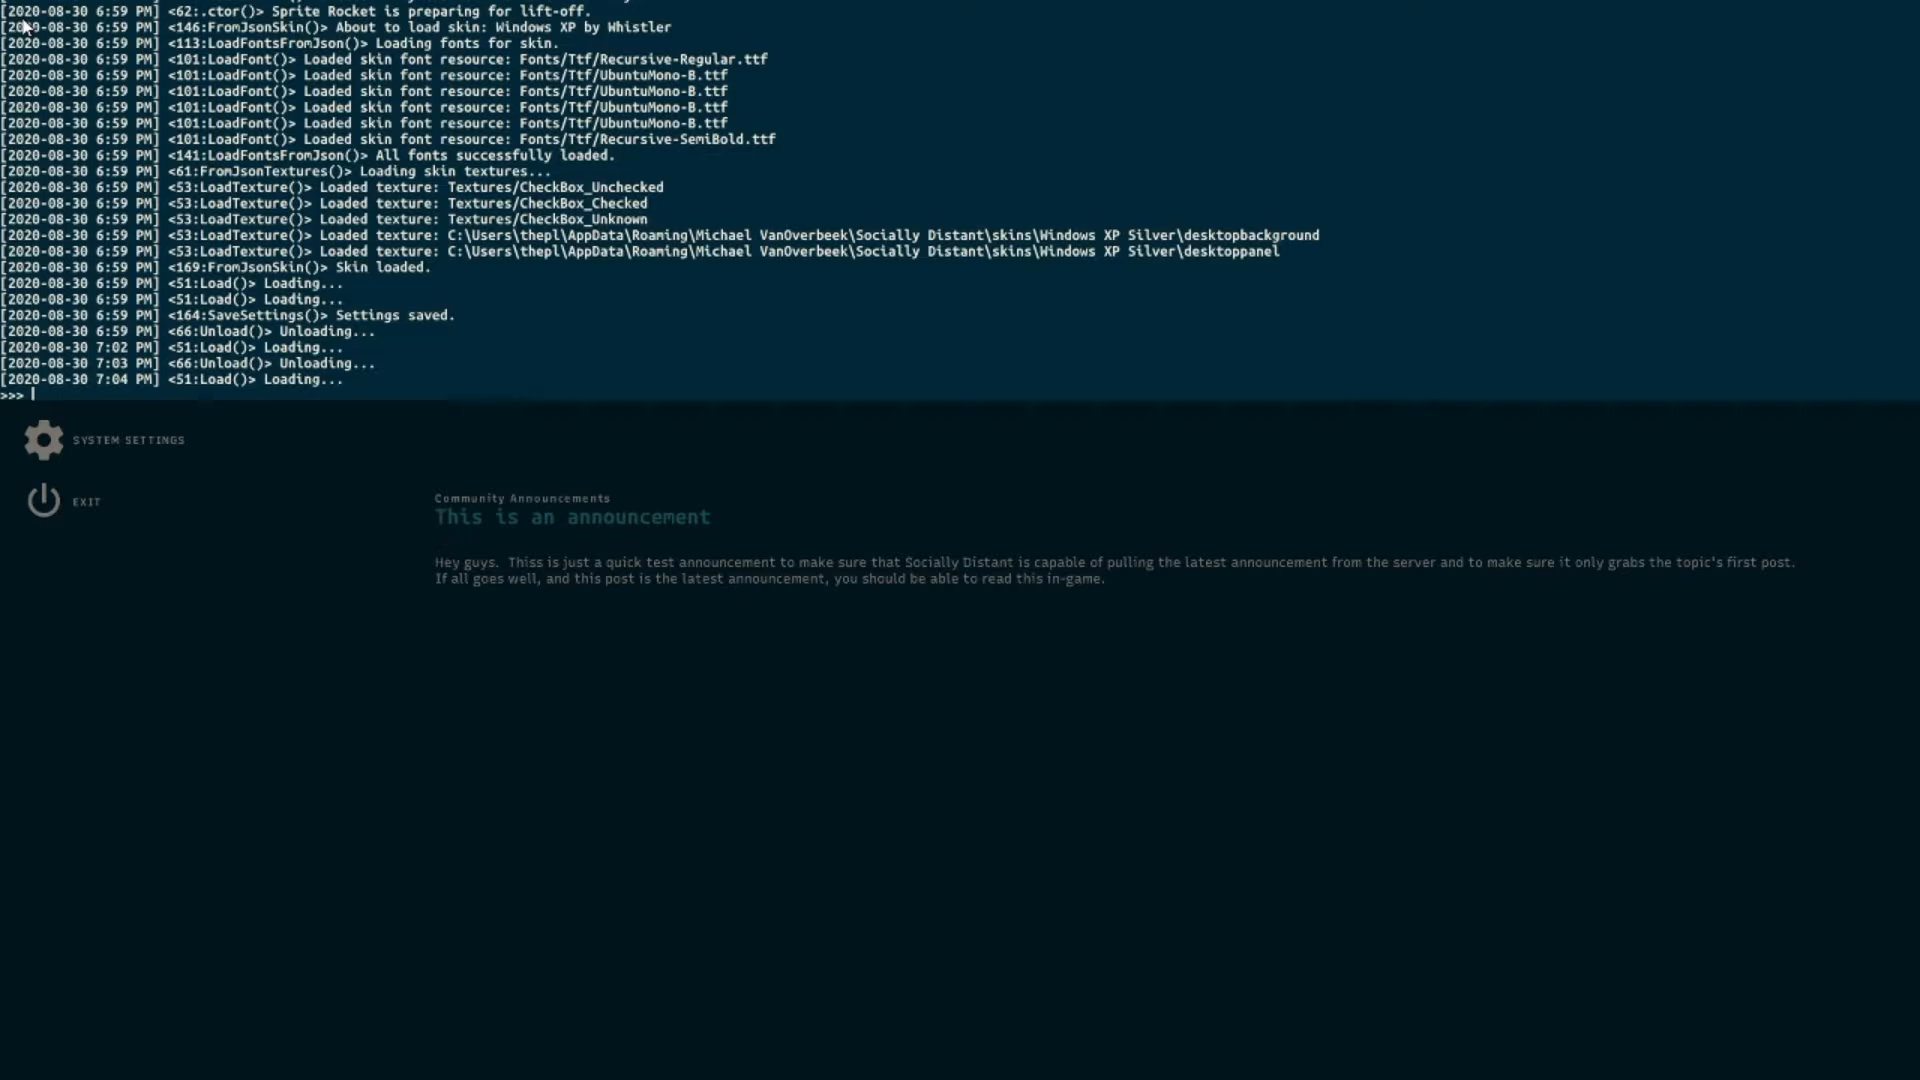 [2020-08-30 6:59 PM] <62:.ctor()> Sprite Rocket is preparing for lift-off.
[2020-08-30 6:59 PM] <146:FromJsonSkin()> About to load skin: Windows XP by Whistler
[2020-08-30 6:59 PM] <113:LoadFontsFromJson()> Loading fonts for skin.
[2020-08-30 6:59 PM] <101:LoadFont()> Loaded skin font resource: Fonts/Ttf/Recursive-Regular.ttf
[2020-08-30 6:59 PM] <101:LoadFont()> Loaded skin font resource: Fonts/Ttf/UbuntuMono-B.ttf
[2020-08-30 6:59 PM] <101:LoadFont()> Loaded skin font resource: Fonts/Ttf/UbuntuMono-B.ttf
[2020-08-30 6:59 PM] <101:LoadFont()> Loaded skin font resource: Fonts/Ttf/UbuntuMono-B.ttf
[2020-08-30 6:59 PM] <101:LoadFont()> Loaded skin font resource: Fonts/Ttf/UbuntuMono-B.ttf
[2020-08-30 6:59 PM] <101:LoadFont()> Loaded skin font resource: Fonts/Ttf/Recursive-SemiBold.ttf
[2020-08-30 6:59 PM] <141:LoadFontsFromJson()> All fonts successfully loaded.
[2020-08-30 6:59 PM] <61:FromJsonTextures()> Loading skin textures...
[2020-08-30 6:59 PM] <53:LoadTexture()> Loaded texture: Textures/CheckBox_Unchecked
[2020-08-30 6:59 PM] <53:LoadTexture()> Loaded texture: Textures/CheckBox_Checked
[2020-08-30 6:59 PM] <53:LoadTexture()> Loaded texture: Textures/CheckBox_Unknown
[2020-08-30 6:59 PM] <53:LoadTexture()> Loaded texture: C:\Users\thepl\AppData\Roaming\Michael VanOverbeek\Socially Distant\skins\Windows XP Silver\desktopbackground
[2020-08-30 6:59 PM] <53:LoadTexture()> Loaded texture: C:\Users\thepl\AppData\Roaming\Michael VanOverbeek\Socially Distant\skins\Windows XP Silver\desktoppanel
[2020-08-30 6:59 PM] <169:FromJsonSkin()> Skin loaded.
[2020-08-30 6:59 PM] <51:Load()> Loading...
[2020-08-30 6:59 PM] <51:Load()> Loading...
[2020-08-30 6:59 PM] <164:SaveSettings()> Settings saved.
[2020-08-30 6:59 PM] <66:Unload()> Unloading...
[2020-08-30 7:02 PM] <51:Load()> Loading...
[2020-08-30 7:03 PM] <66:Unload()> Unloading...
[2020-08-30 7:04 PM] <51:Load()> Loading...
>>>
SYSTEM SETTINGS
EXIT
Community Announcements
This is an announcement
Hey guys.  Thiss is just a quick test announcement to make sure that Socially Distant is capable of pulling the latest announcement from the server and to make sure it only grabs the topic's first post.
If all goes well, and this post is the latest announcement, you should be able to read this in-game.